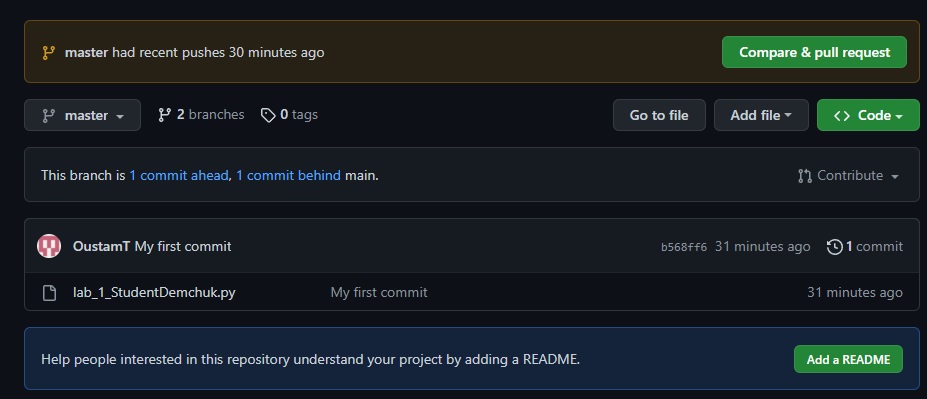 master had recent pushes 30 minutes ago
Compare & pull request
master
2 branches
0 tags
Go to file
Add file
Code
This branch is 1 commit ahead, 1 commit behind main.
Contribute
OustamT My first commit
b568ff6 31 minutes ago
1 commit
lab_1_StudentDemchuk.py
My first commit
31 minutes ago
Help people interested in this repository understand your project by adding a README.
Add a README